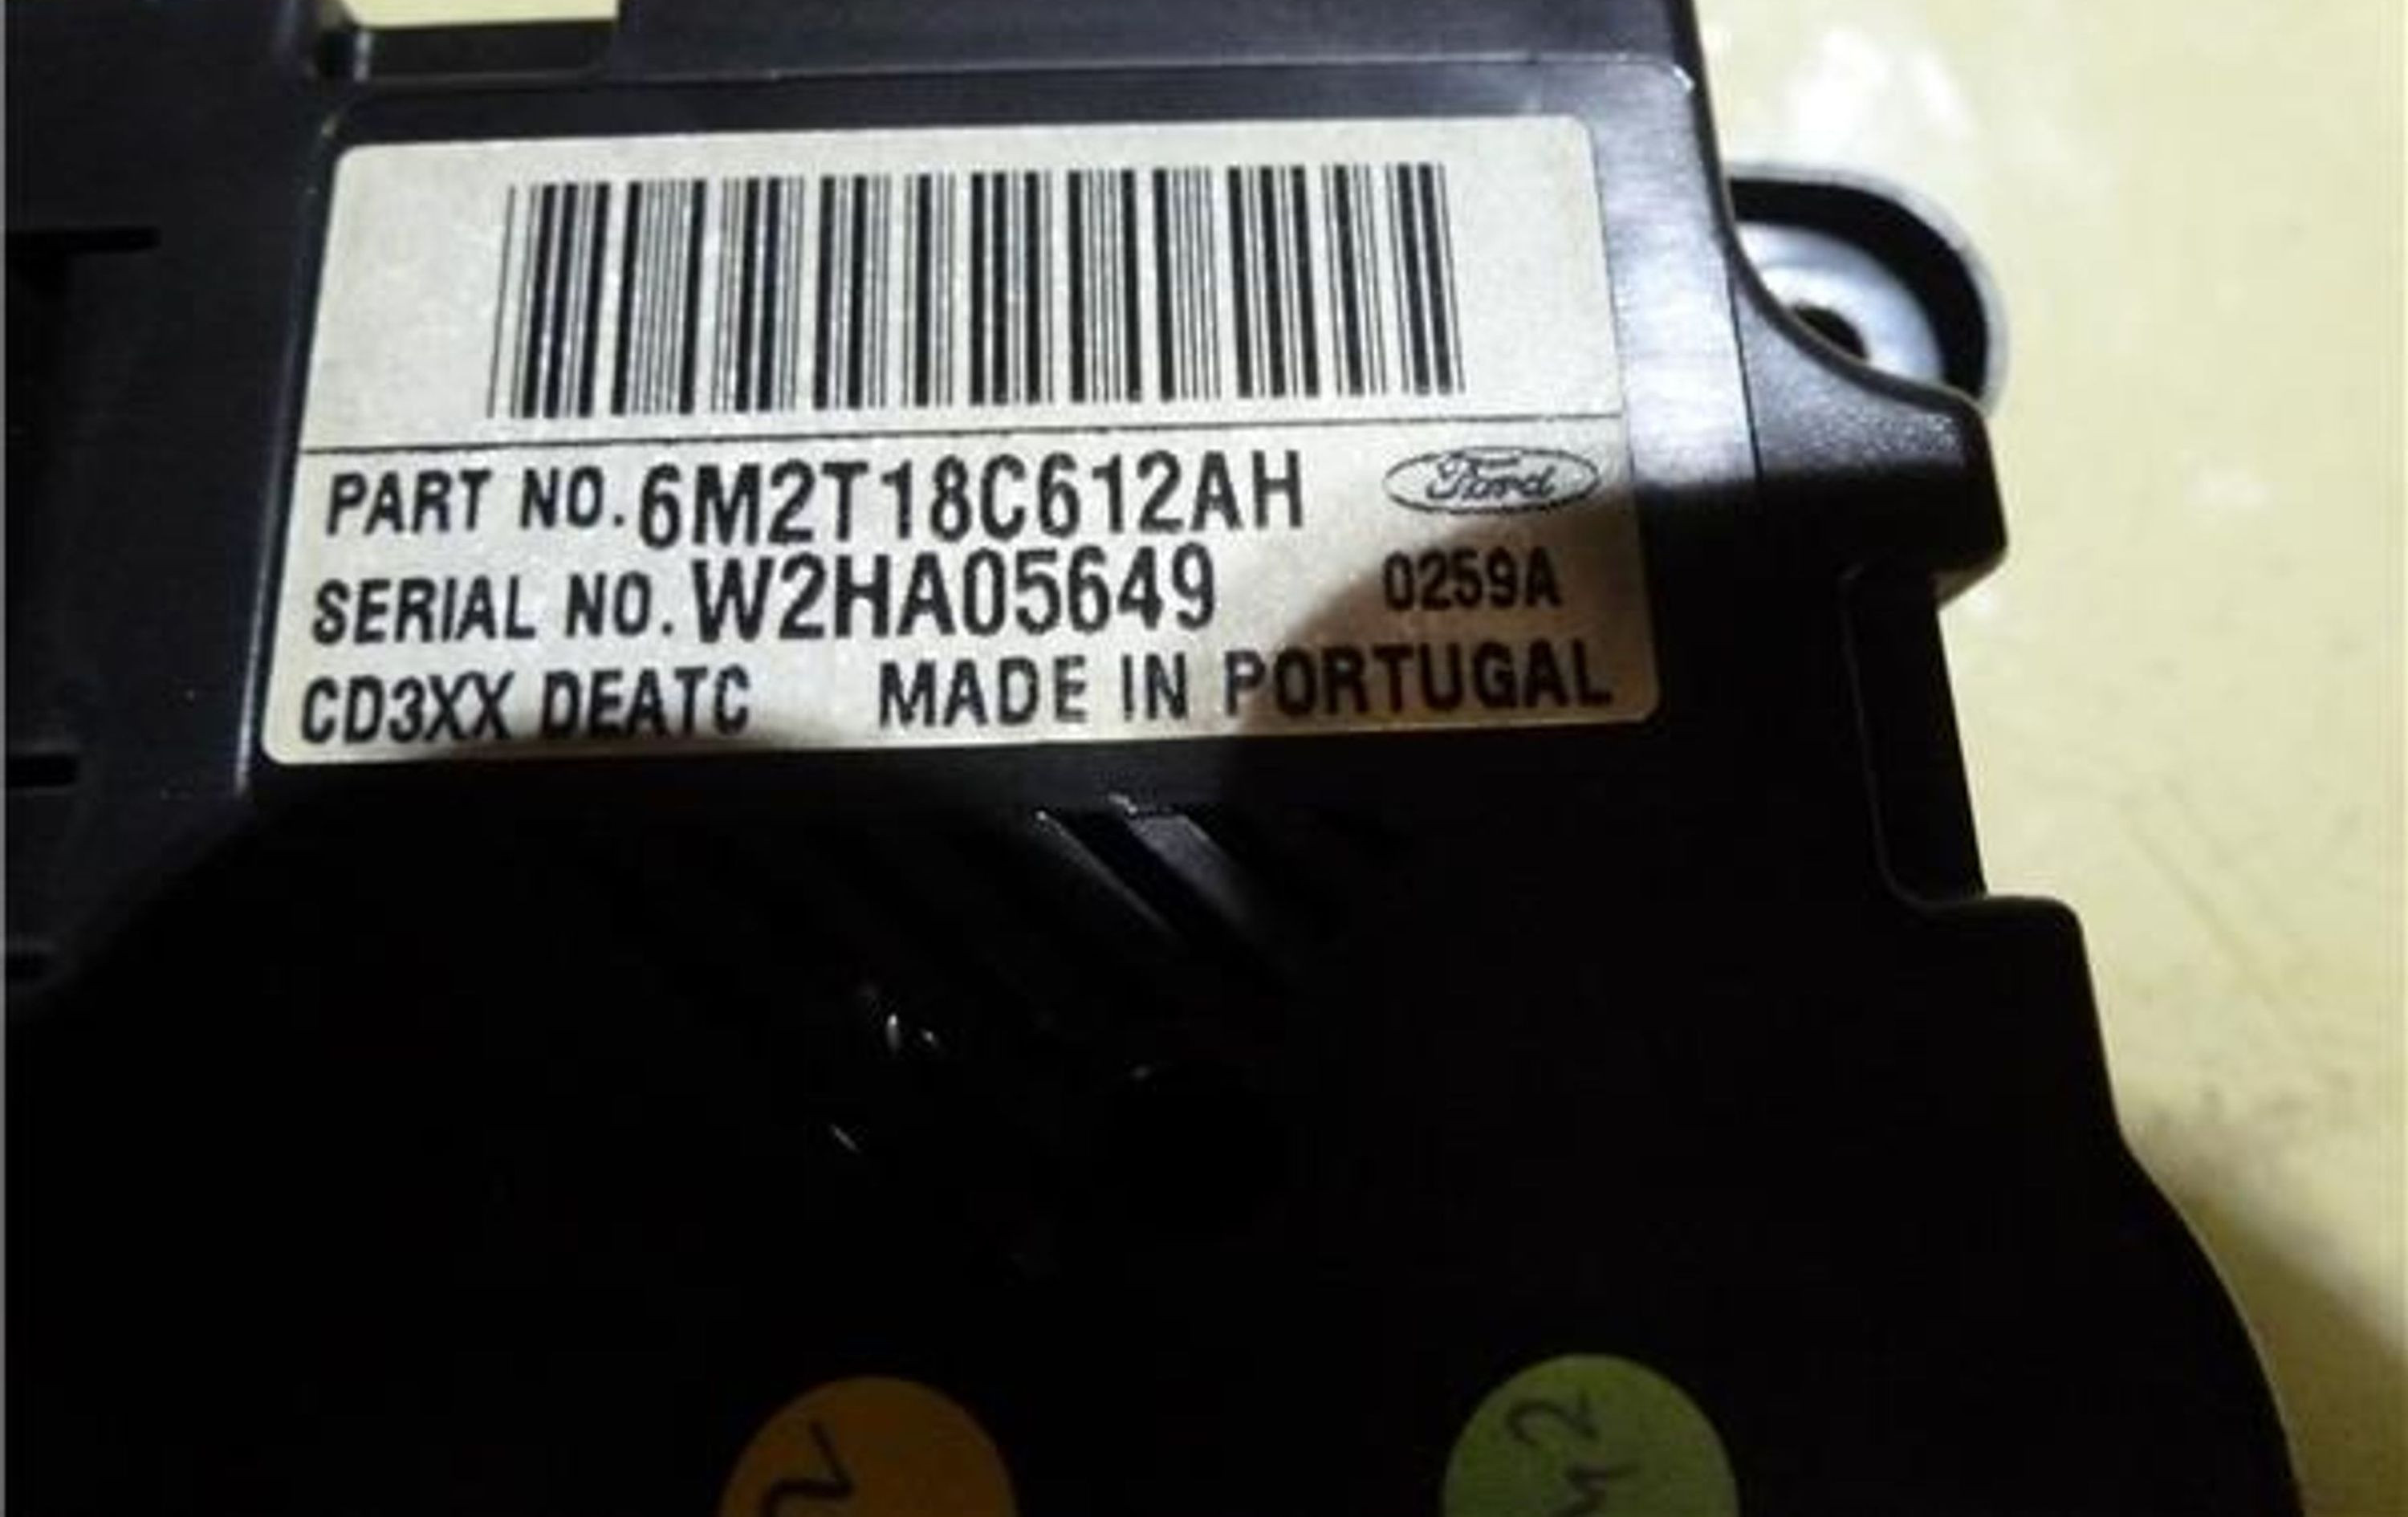 PART NO. 6M2T18C612AH Ford
SERIAL NO. W2HA05649 0259A
CD3XX DEATC MADE IN PORTUGAL